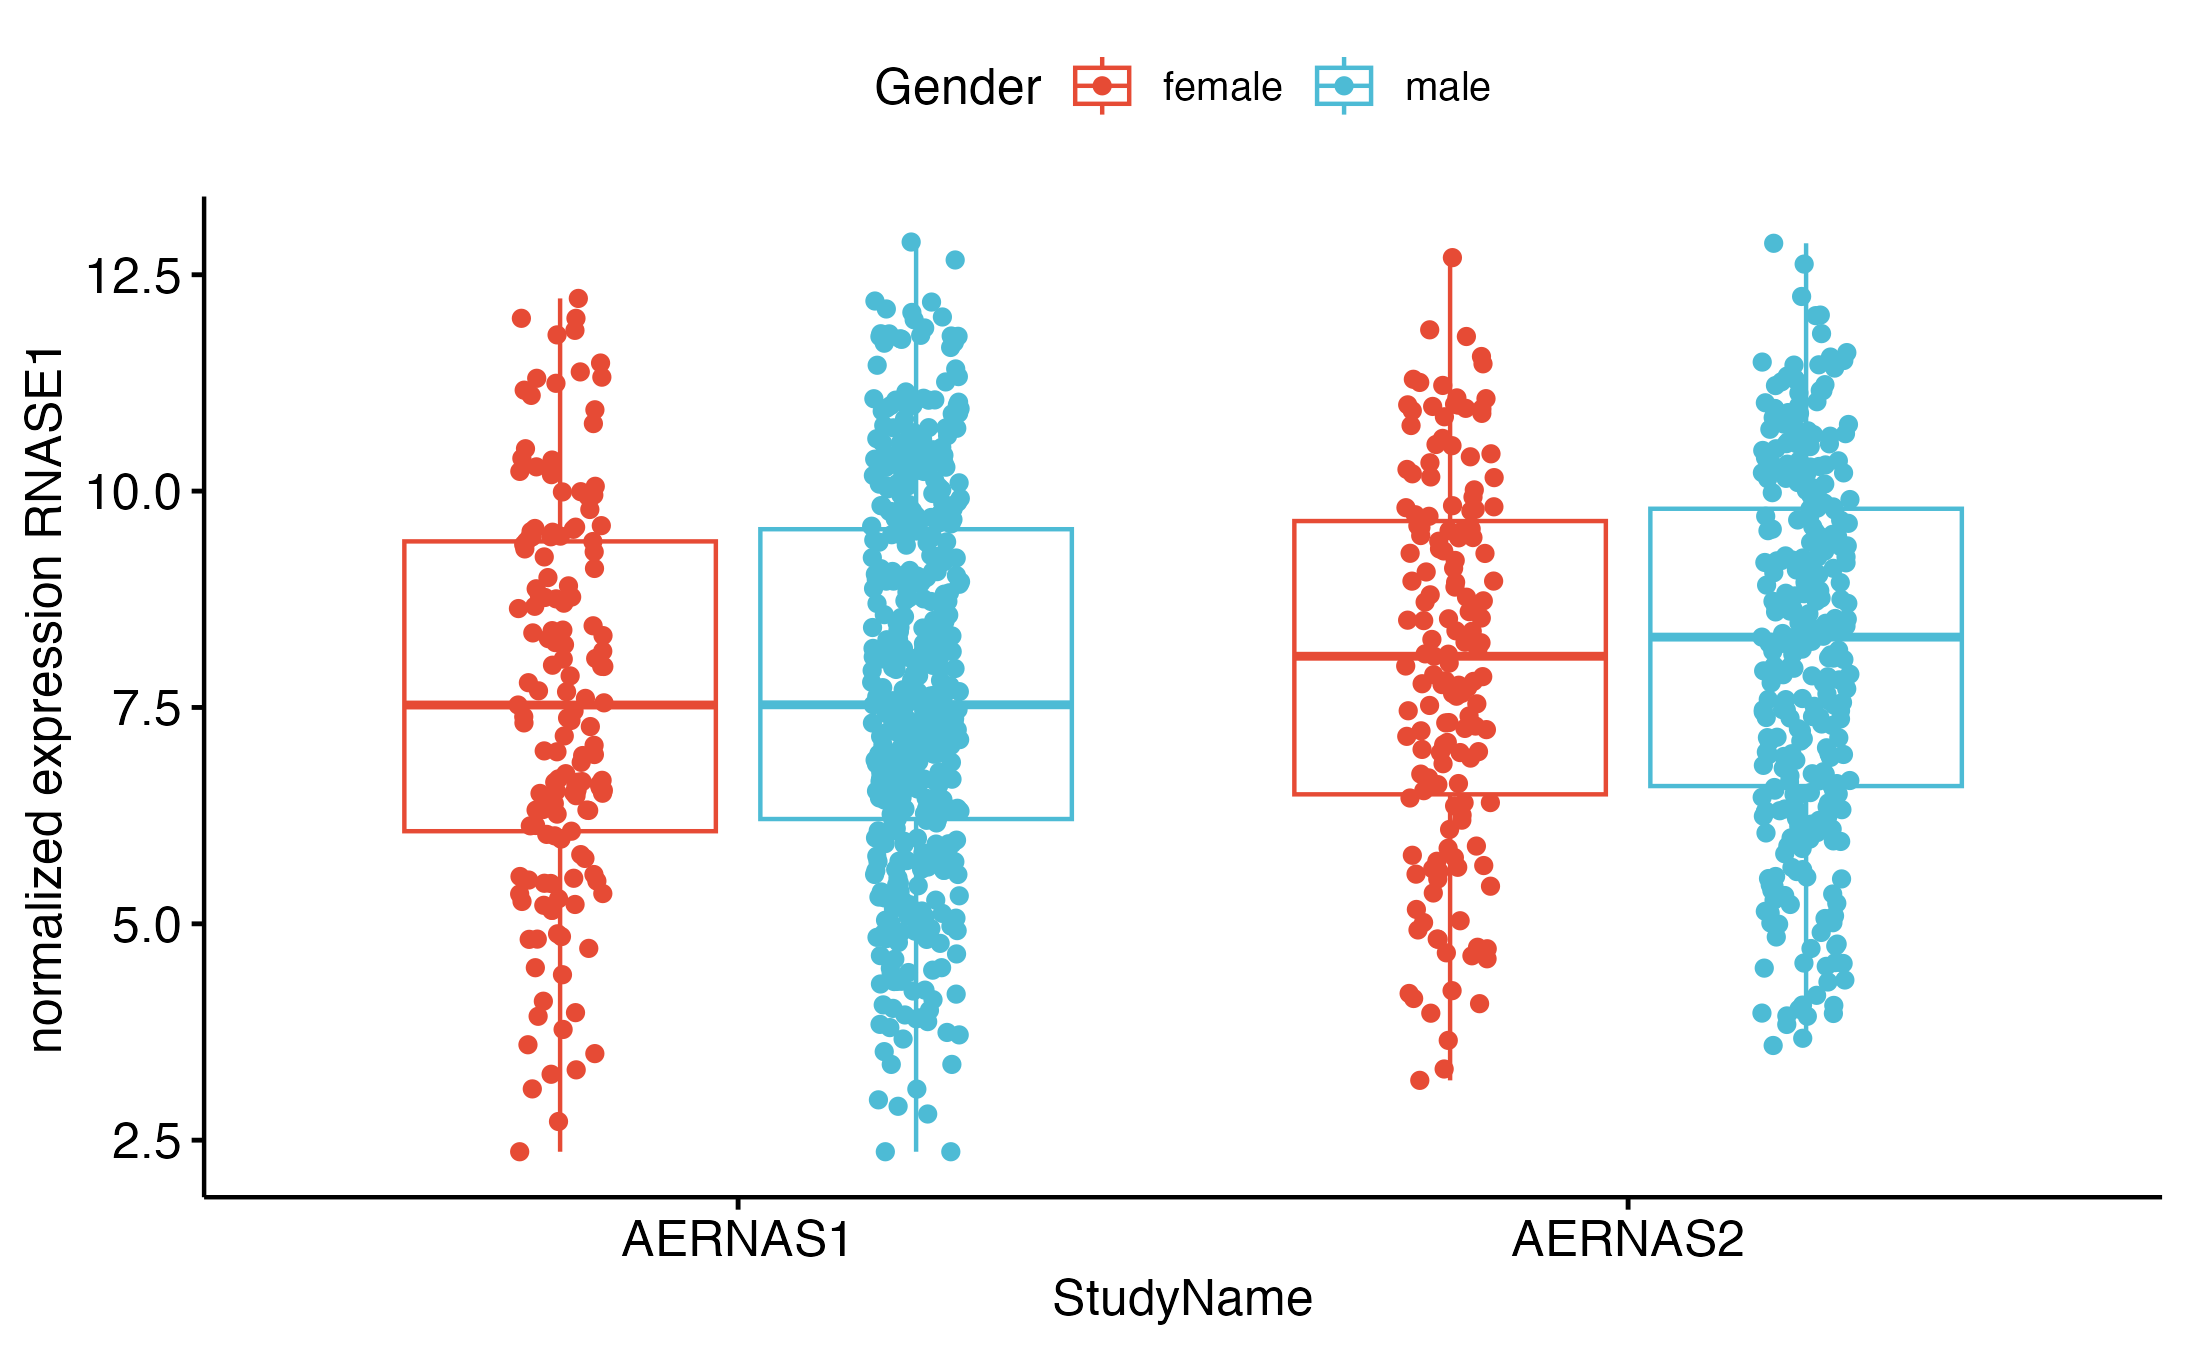 Gender female male
normalized expression RNASE1
12.5
10.0
7.5
5.0
2.5
AERNAS1 AERNAS2
StudyName